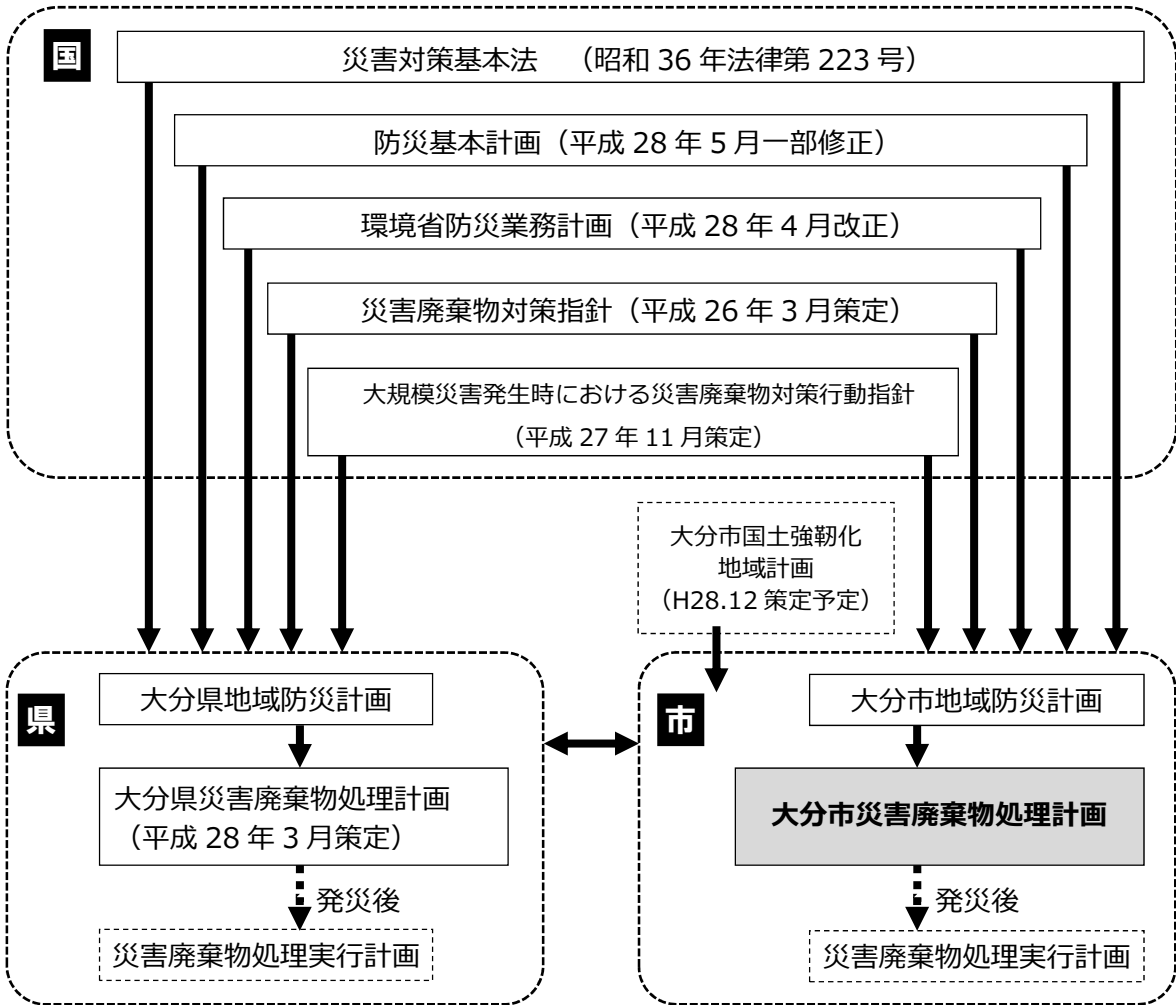 国
災害対策基本法 （昭和 36 年法律第 223 号）
防災基本計画（平成 28 年 5 月一部修正）
環境省防災業務計画（平成 28 年 4 月改正）
災害廃棄物対策指針（平成 26 年 3 月策定）
大規模災害発生時における災害廃棄物対策行動指針
（平成 27 年 11 月策定）
大分市国土強靭化
地域計画
（H28.12 策定予定）
県
大分県地域防災計画
大分県災害廃棄物処理計画
（平成 28 年 3 月策定）
発災後
災害廃棄物処理実行計画
市
大分市地域防災計画
大分市災害廃棄物処理計画
発災後
災害廃棄物処理実行計画